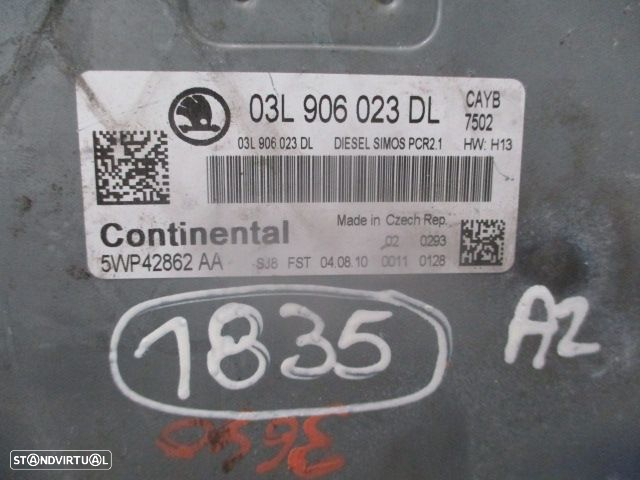 03L 906 023 DL
CAYB
7502
03L 906 023 DL DIESEL SIMOS PCR2.1 HW: H13
Continental
Made in Czech Rep.
02 0293
5WP42862 AA SJ8 FST 04.08.10 0011 0128
1835
A2
STANDVIRTUAL